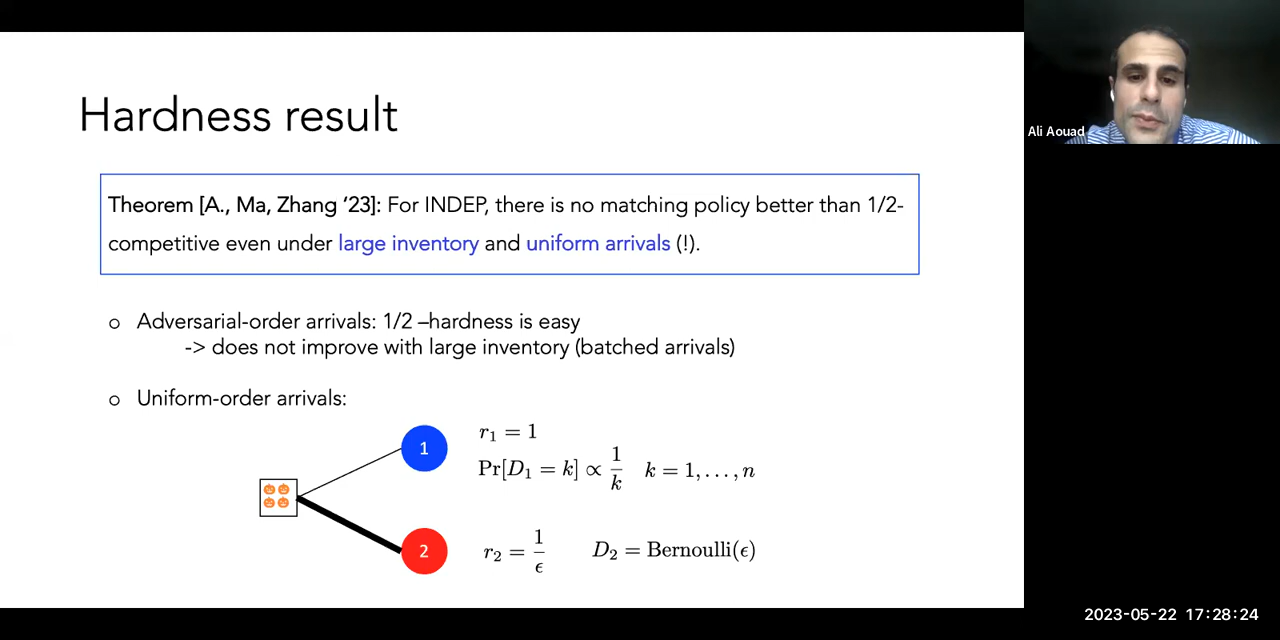 Hardness result
Theorem [A., Ma, Zhang ‘23]: For INDEP, there is no matching policy better than 1/2-
competitive even under large inventory and uniform arrivals (!).
o Adversarial-order arrivals: 1/2 –hardness is easy
-> does not improve with large inventory (batched arrivals)
o Uniform-order arrivals:
1
r₁ = 1
Pr[D₁ = k] ∝ 1/k k = 1, . . . , n
2
r₂ = 1/ϵ D₂ = Bernoulli(ϵ)
Ali Aouad
2023-05-22 17:28:24